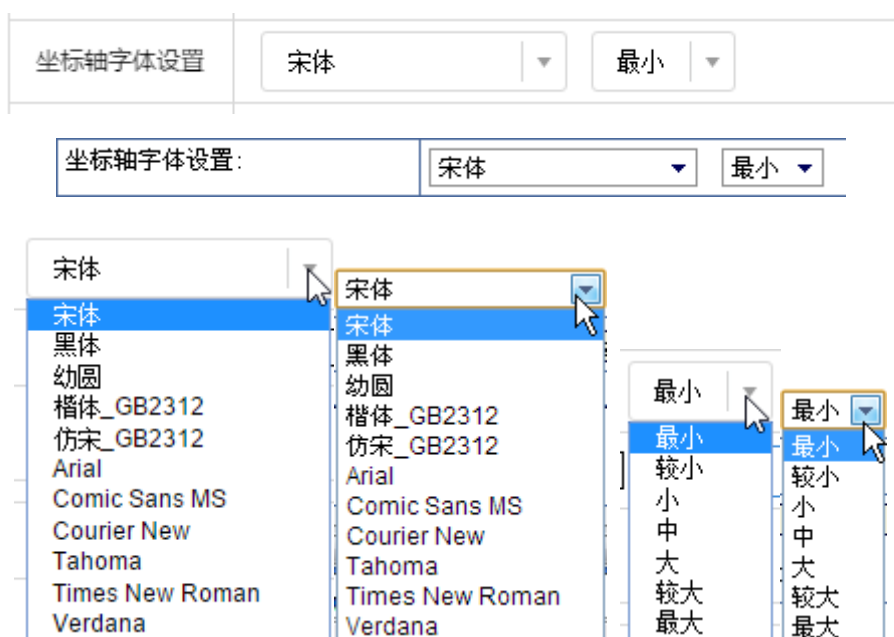 坐标轴字体设置 宋体 最小
坐标轴字体设置: 宋体 最小
宋体
宋体
黑体
幼圆
楷体_GB2312
仿宋_GB2312
Arial
Comic Sans MS
Courier New
Tahoma
Times New Roman
Verdana
宋体
宋体
黑体
幼圆
楷体_GB2312
仿宋_GB2312
Arial
Comic Sans MS
Courier New
Tahoma
Times New Roman
Verdana
最小
最小
较小
小
中
大
较大
最大
最小
最小
较小
小
中
大
较大
最大